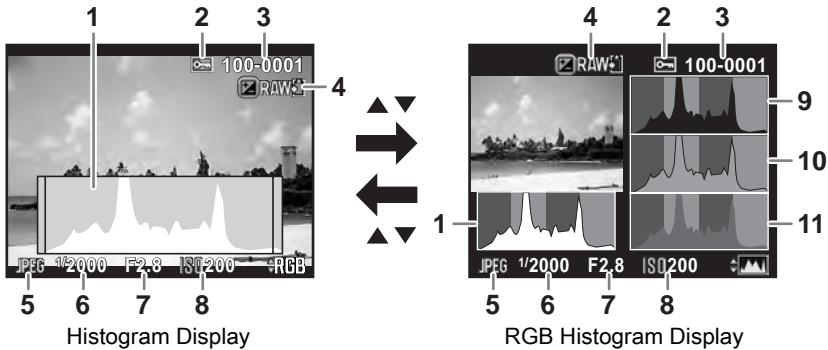 1 2 3
100-0001
RAW
4
JPEG 1/2000 F2.8 ISO200 RGB
5 6 7 8
Histogram Display
4 2 3
RAW 100-0001
9
10
1 11
JPEG 1/2000 F2.8 ISO200
5 6 7 8
RGB Histogram Display